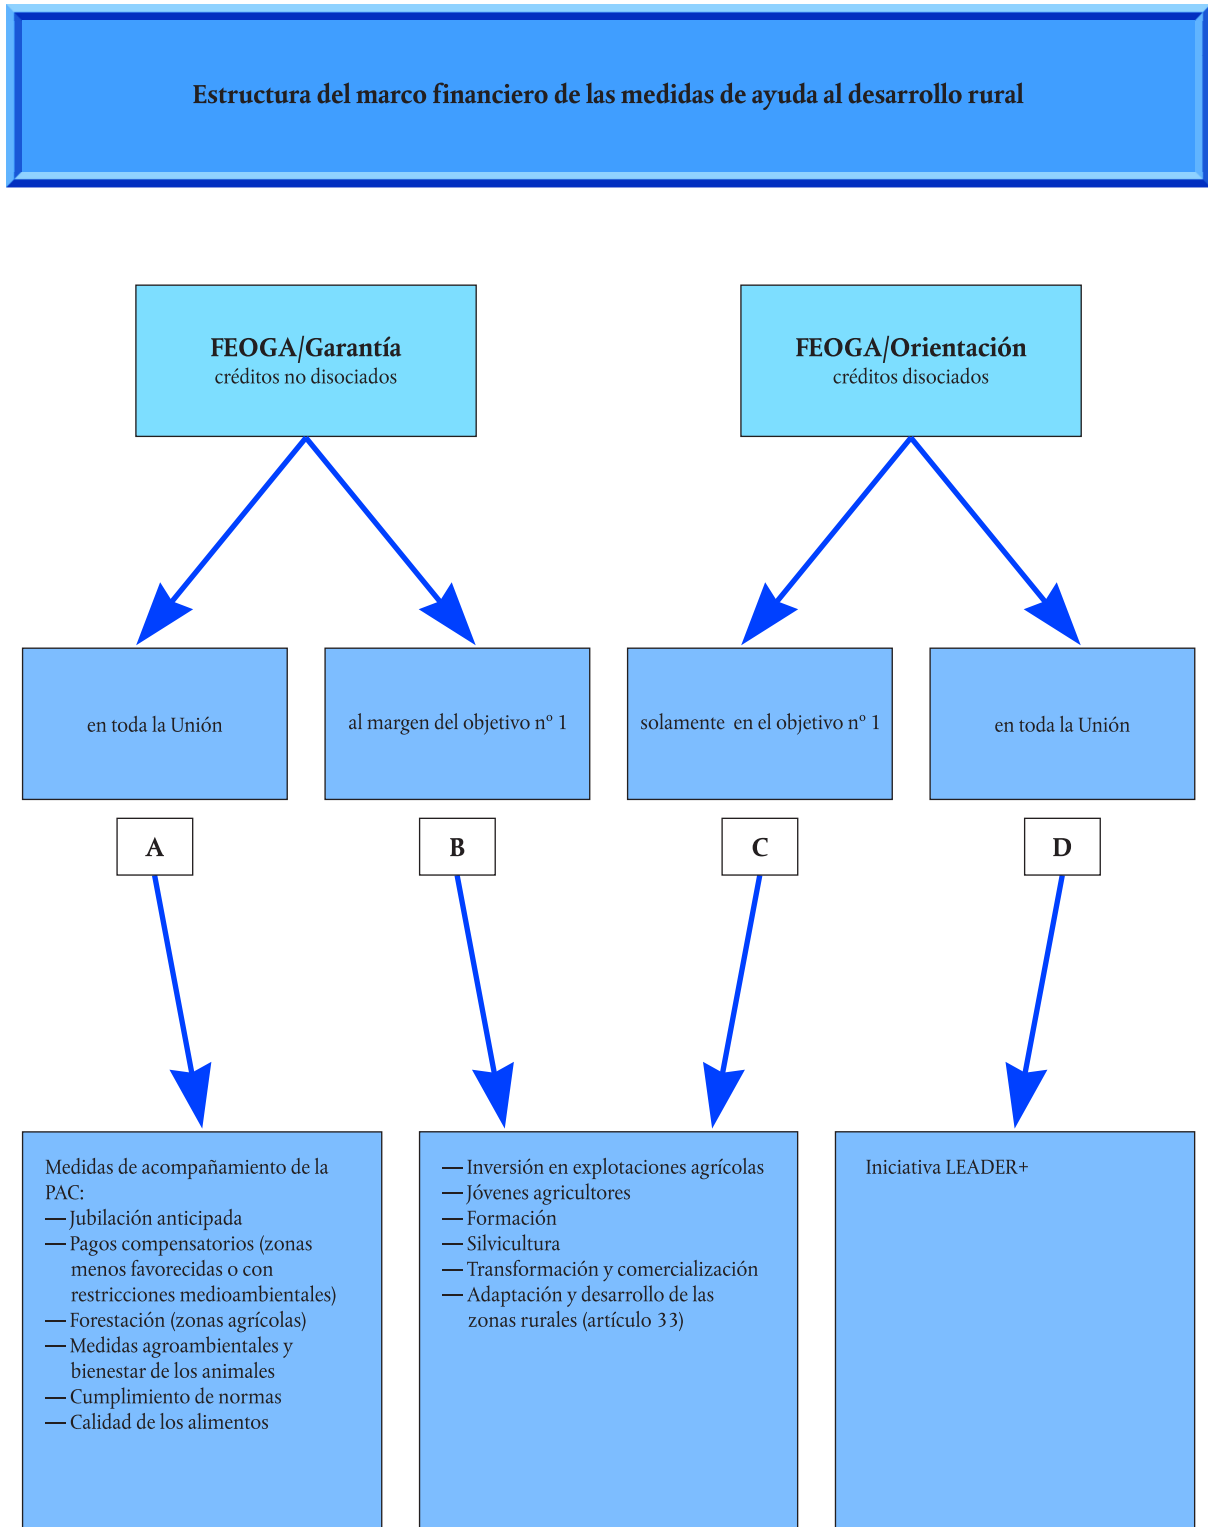 Estructura del marco financiero de las medidas de ayuda al desarrollo rural
FEOGA/Garantía
créditos no disociados
FEOGA/Orientación
créditos disociados
en toda la Unión
al margen del objetivo nº 1
solamente en el objetivo nº 1
en toda la Unión
A
B
C
D
Medidas de acompañamiento de la
PAC:
— Jubilación anticipada
— Pagos compensatorios (zonas
menos favorecidas o con
restricciones medioambientales)
— Forestación (zonas agrícolas)
— Medidas agroambientales y
bienestar de los animales
— Cumplimiento de normas
— Calidad de los alimentos
— Inversión en explotaciones agrícolas
— Jóvenes agricultores
— Formación
— Silvicultura
— Transformación y comercialización
— Adaptación y desarrollo de las
zonas rurales (artículo 33)
Iniciativa LEADER+